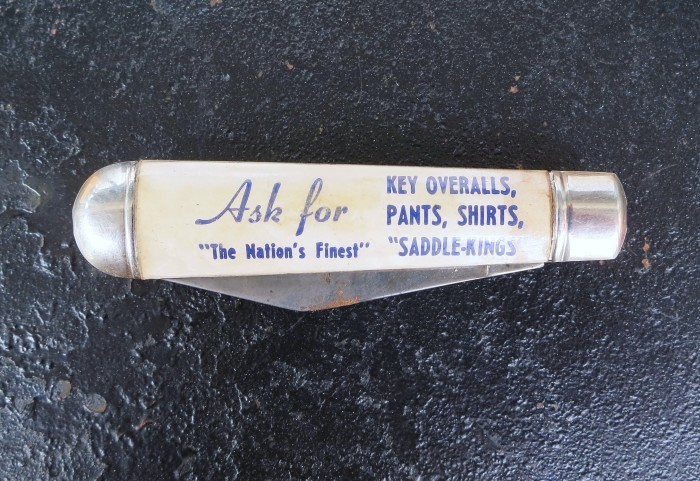 Ask for
"The Nation's Finest"
KEY OVERALLS,
PANTS, SHIRTS,
"SADDLE-KINGS